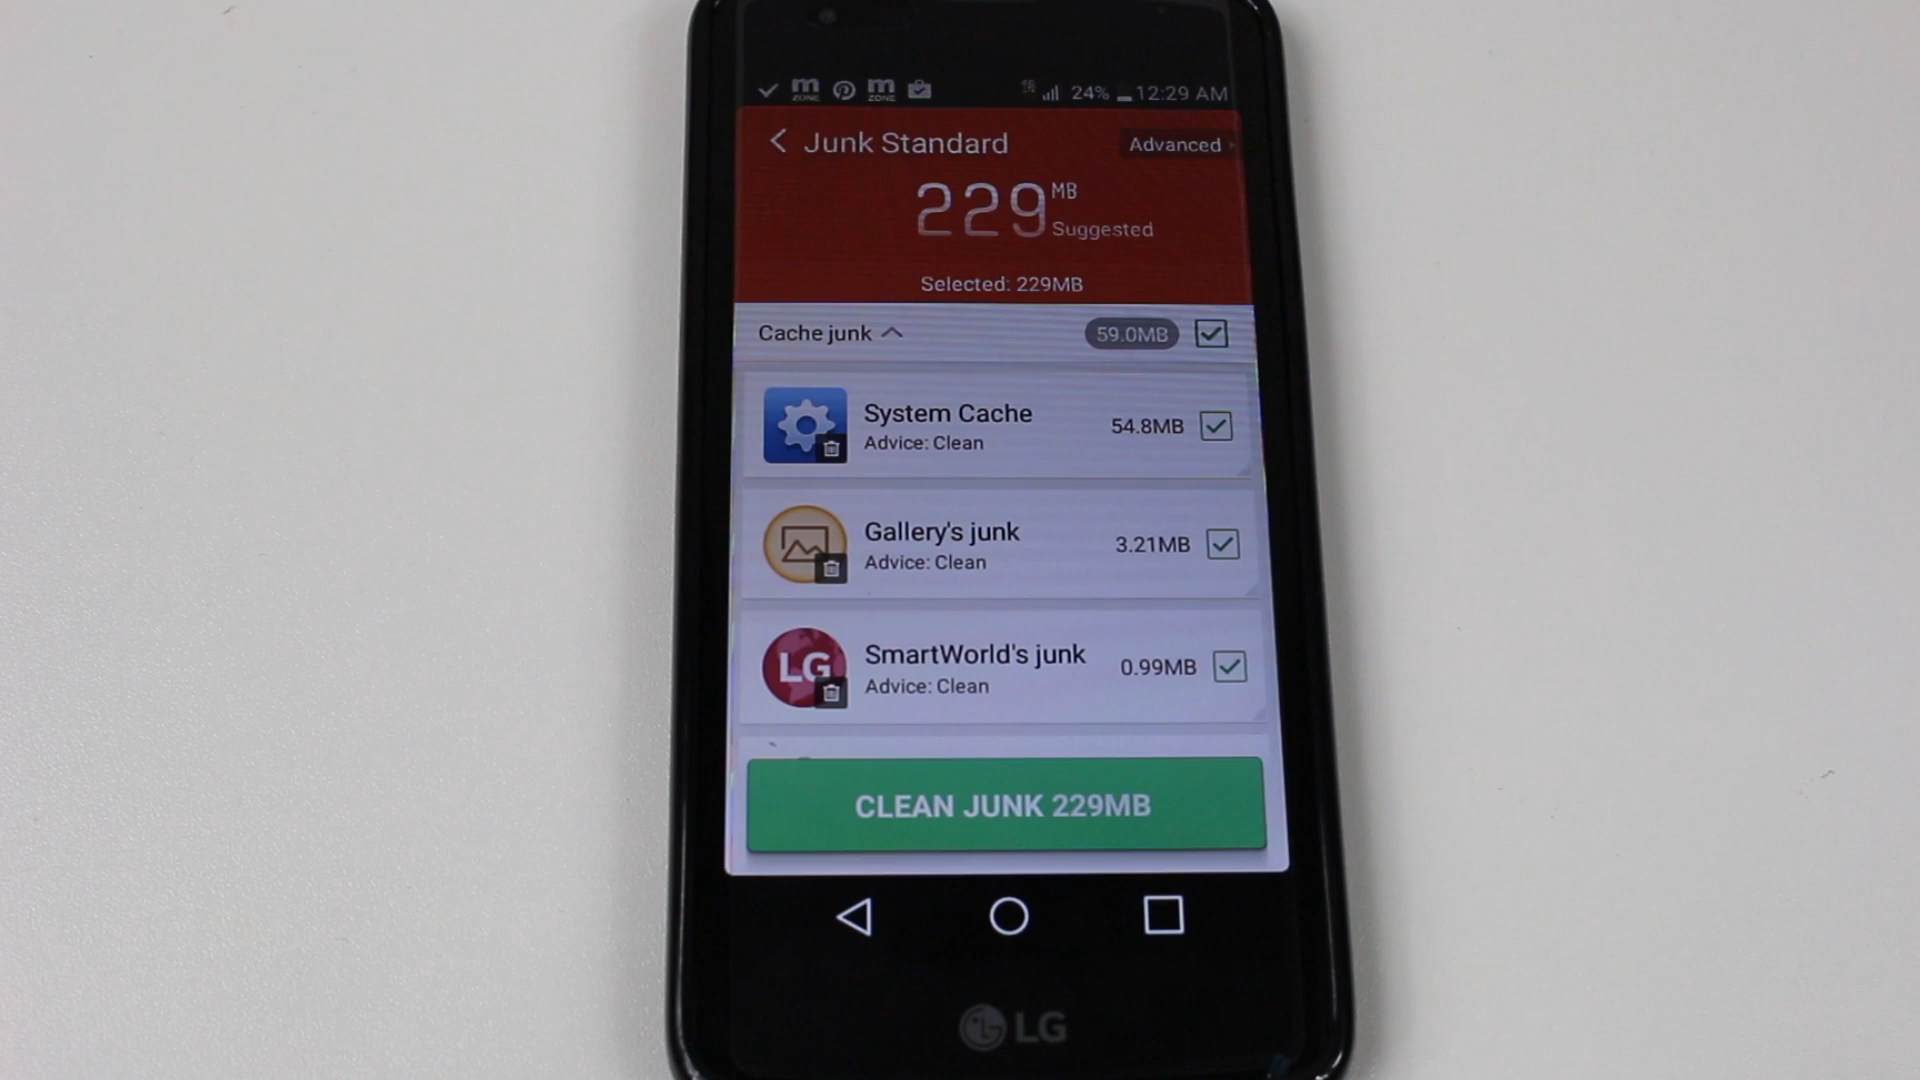 m ZONE m ZONE 24% 12:29 AM
Junk Standard Advanced
229 MB
Suggested
Selected: 229MB
Cache junk 59.0MB
System Cache 54.8MB
Advice: Clean
Gallery's junk 3.21MB
Advice: Clean
LG SmartWorld's junk 0.99MB
Advice: Clean
CLEAN JUNK 229MB
LG